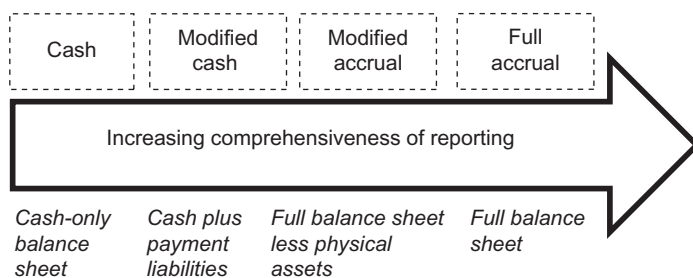 Cash
Modified
cash
Modified
accrual
Full
accrual
Increasing comprehensiveness of reporting
Cash-only
balance
sheet
Cash plus
payment
liabilities
Full balance sheet
less physical
assets
Full balance
sheet